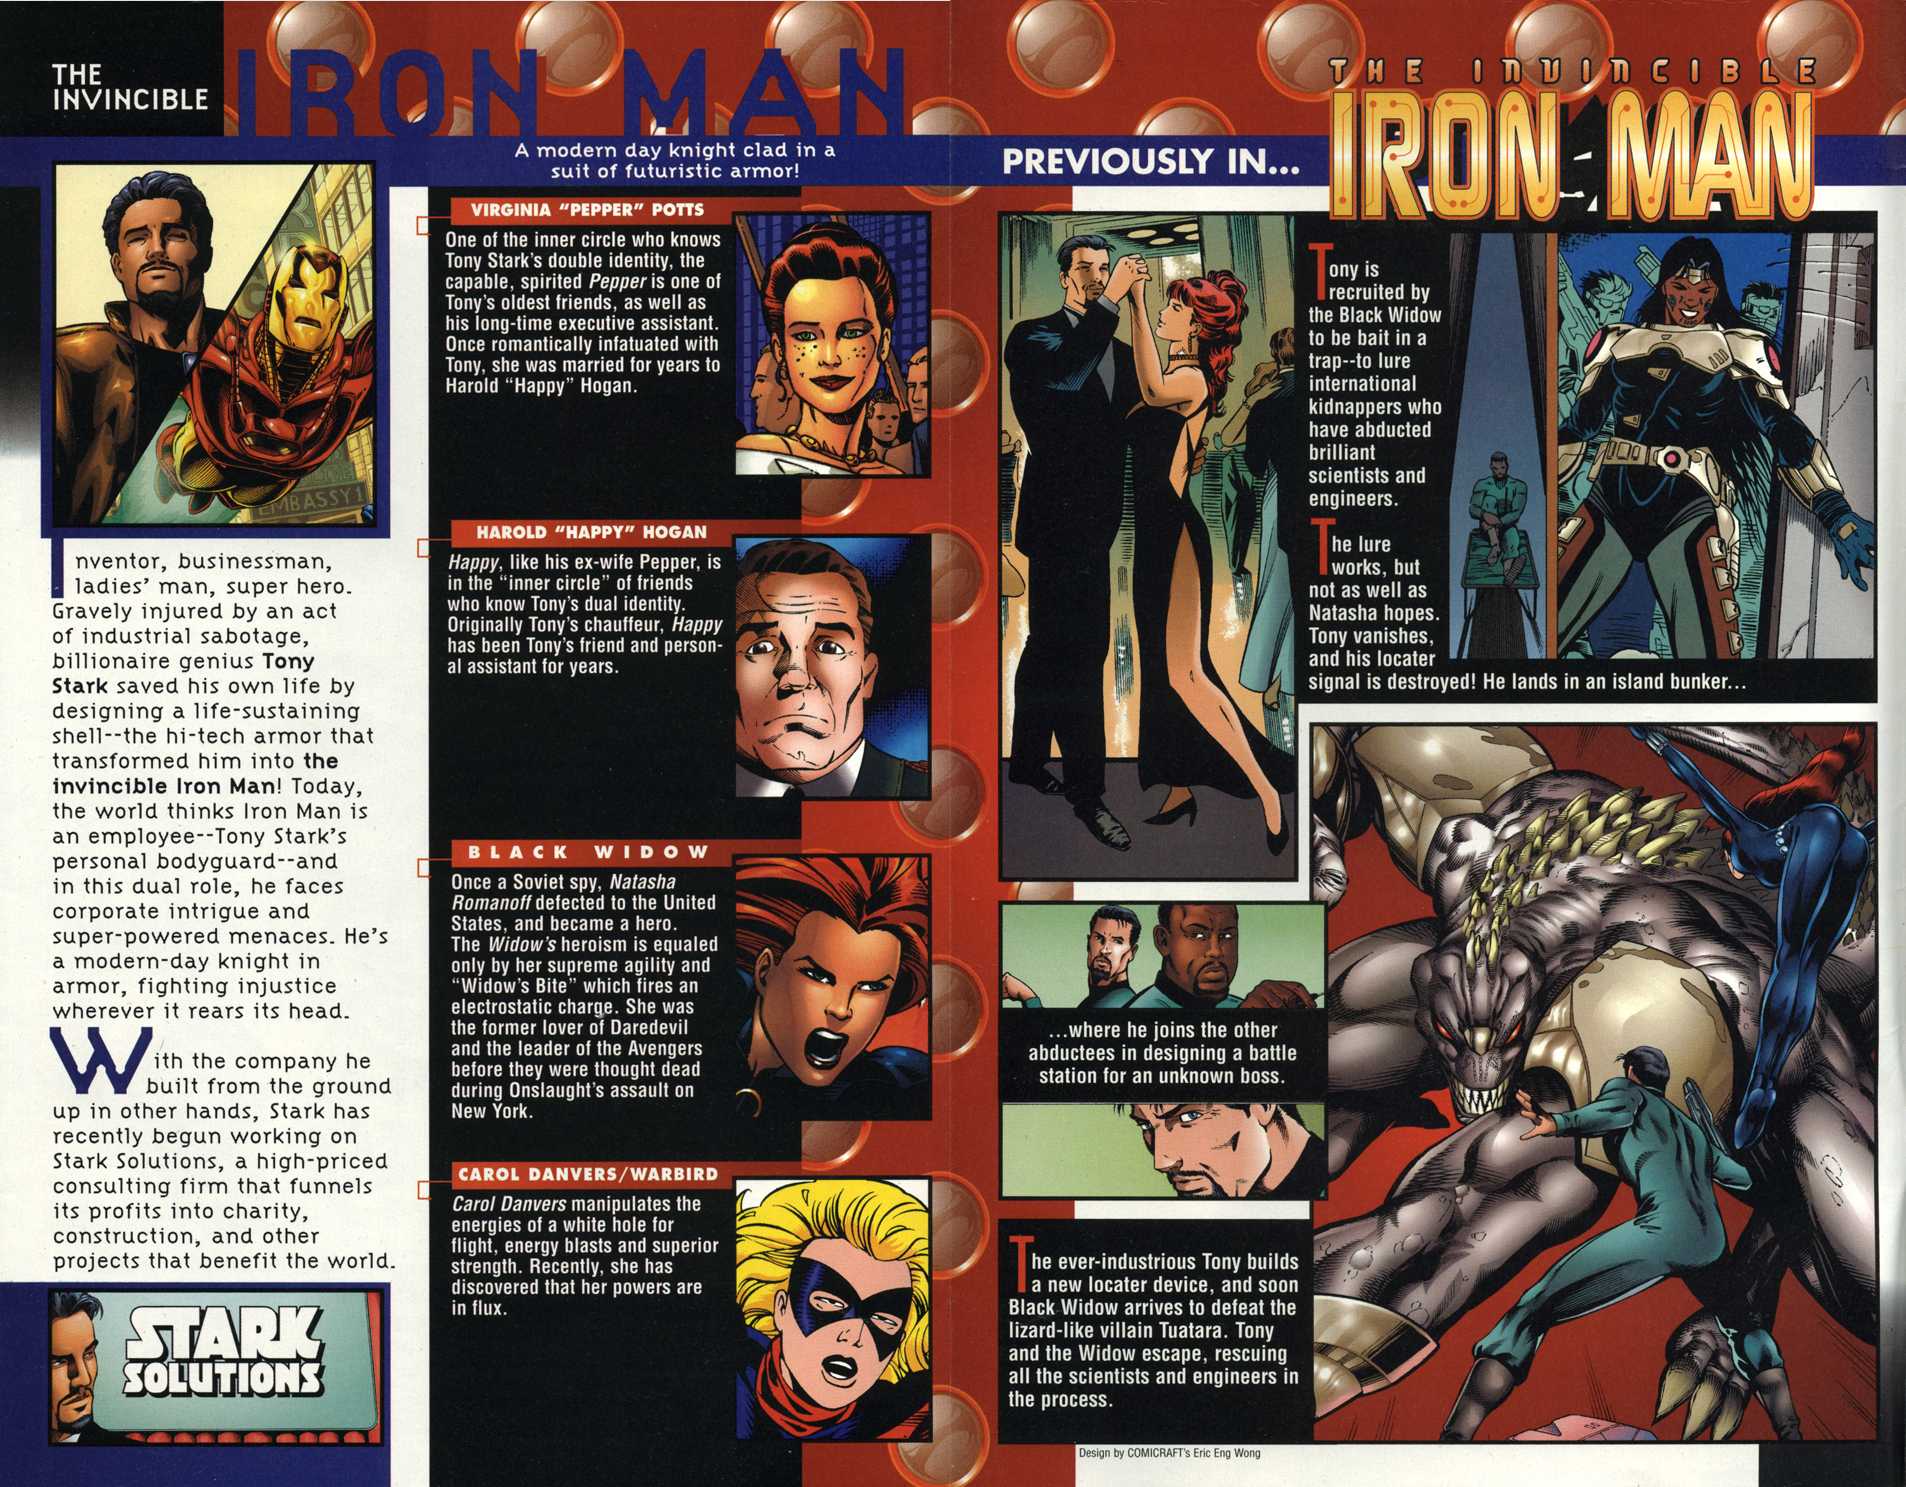 THE
INVINCIBLE
IRON MAN
A modern day knight clad in a
suit of futuristic armor!
EMBASSY1
Inventor, businessman,
ladies' man, super hero.
Gravely injured by an act
of industrial sabotage,
billionaire genius Tony
Stark saved his own life by
designing a life-sustaining
shell--the hi-tech armor that
transformed him into the
invincible Iron Man! Today,
the world thinks Iron Man is
an employee--Tony Stark's
personal bodyguard--and
in this dual role, he faces
corporate intrigue and
super-powered menaces. He's
a modern-day knight in
armor, fighting injustice
wherever it rears its head.
With the company he
built from the ground
up in other hands, Stark has
recently begun working on
Stark Solutions, a high-priced
consulting firm that funnels
its profits into charity,
construction, and other
projects that benefit the world.
STARK
SOLUTIONS
VIRGINIA "PEPPER" POTTS
One of the inner circle who knows
Tony Stark's double identity, the
capable, spirited Pepper is one of
Tony's oldest friends, as well as
his long-time executive assistant.
Once romantically infatuated with
Tony, she was married for years to
Harold "Happy" Hogan.
HAROLD "HAPPY" HOGAN
Happy, like his ex-wife Pepper, is
in the "inner circle" of friends
who know Tony's dual identity.
Originally Tony's chauffeur, Happy
has been Tony's friend and person-
al assistant for years.
BLACK WIDOW
Once a Soviet spy, Natasha
Romanoff defected to the United
States, and became a hero.
The Widow's heroism is equaled
only by her supreme agility and
"Widow's Bite" which fires an
electrostatic charge. She was
the former lover of Daredevil
and the leader of the Avengers
before they were thought dead
during Onslaught's assault on
New York.
CAROL DANVERS/WARBIRD
Carol Danvers manipulates the
energies of a white hole for
flight, energy blasts and superior
strength. Recently, she has
discovered that her powers are
in flux.
PREVIOUSLY IN...
THE INVINCIBLE
IRON MAN
Tony is
recruited by
the Black Widow
to be bait in a
trap--to lure
international
kidnappers who
have abducted
brilliant
scientists and
engineers.
The lure
works, but
not as well as
Natasha hopes.
Tony vanishes,
and his locater
signal is destroyed! He lands in an island bunker...
...where he joins the other
abductees in designing a battle
station for an unknown boss.
The ever-industrious Tony builds
a new locater device, and soon
Black Widow arrives to defeat the
lizard-like villain Tuatara. Tony
and the Widow escape, rescuing
all the scientists and engineers in
the process.
Design by COMICRAFT's Eric Eng Wong